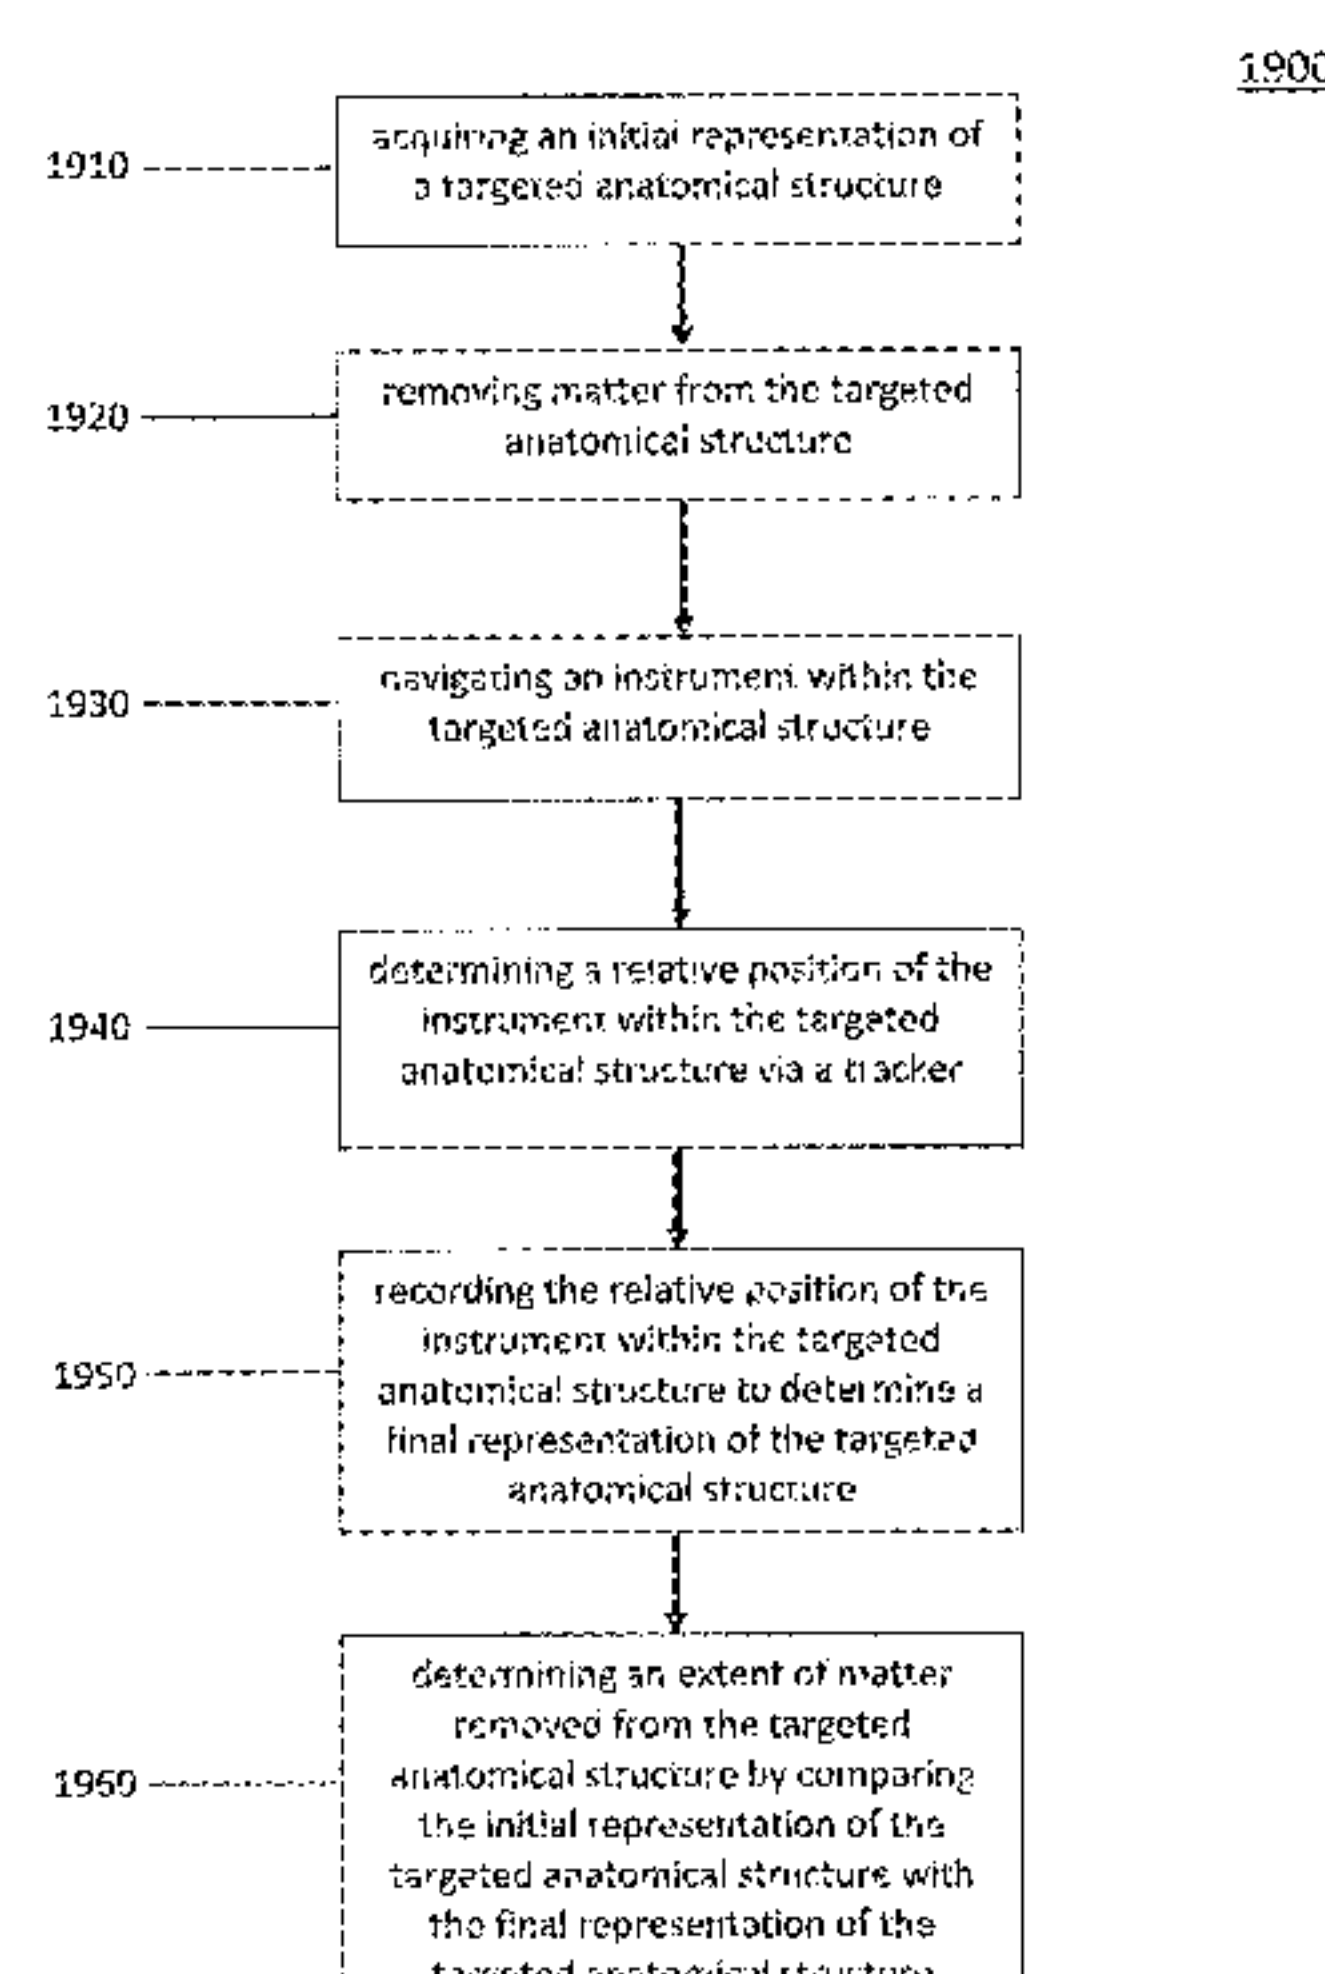 1900
1910
acquiring an initial representation of
a targeted anatomical structure
1920
removing matter from the targeted
anatomical structure
1930
navigating an instrument within the
targeted anatomical structure
1940
determining a relative position of the
instrument within the targeted
anatomical structure via a tracker
1950
recording the relative position of the
instrument within the targeted
anatomical structure to determine a
final representation of the targeted
anatomical structure
1960
determining an extent of matter
removed from the targeted
anatomical structure by comparing
the initial representation of the
targeted anatomical structure with
the final representation of the
targeted anatomical structure